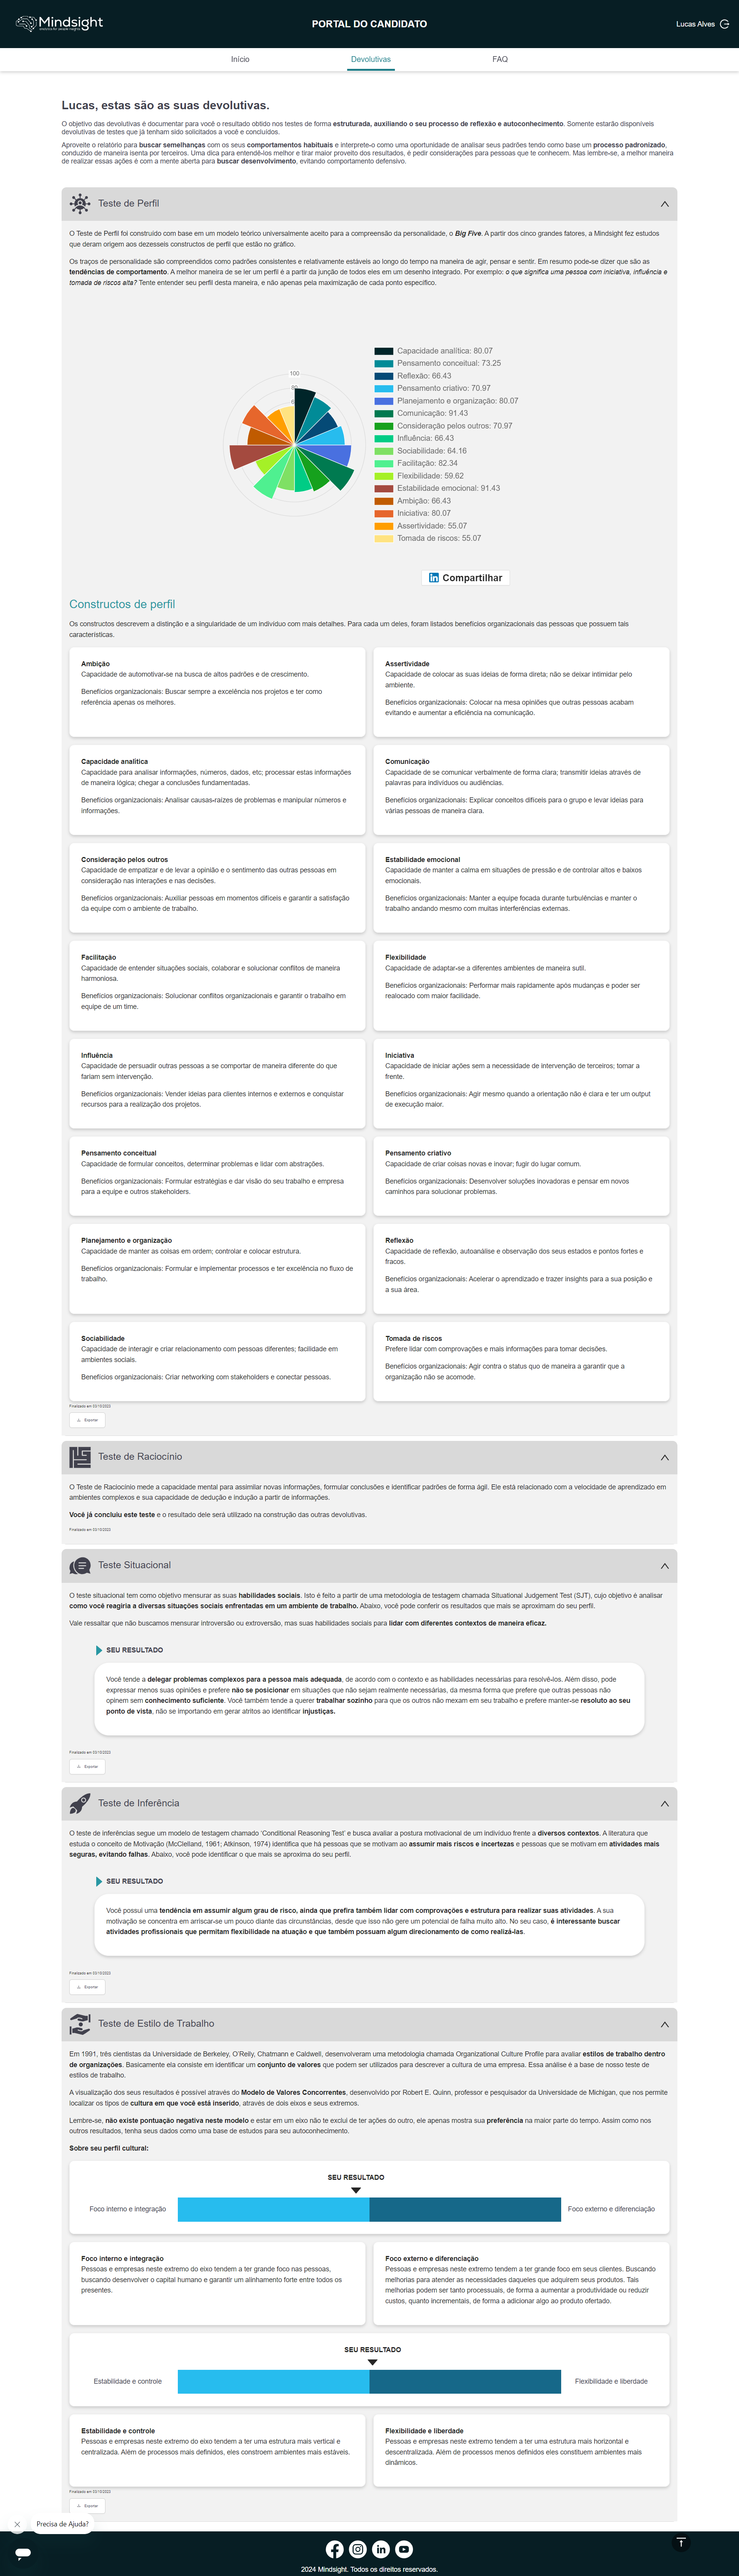 Mindsight
PORTAL DO CANDIDATO
Lucas Alves
Início
Devolutivas
FAQ
Lucas, estas são as suas devolutivas.
O objetivo das devolutivas é documentar para você o resultado obtido nos testes de forma estruturada, auxiliando o seu processo de reflexão e autoconhecimento. Somente estarão disponíveis
devolutivas de testes que já tenham sido solicitados a você e concluídos.
Aproveite o relatório para buscar semelhanças com os seus comportamentos habituais e interprete-o como uma oportunidade de analisar seus padrões tendo como base um processo padronizado,
conduzido de maneira isenta por terceiros. Uma dica para entendê-los melhor e tirar maior proveito dos resultados, é pedir considerações para pessoas que te conhecem. Mas lembre-se, a melhor maneira
de realizar essas ações é com a mente aberta para buscar desenvolvimento, evitando comportamento defensivo.
Teste de Perfil
O Teste de Perfil foi construído com base em um modelo teórico universalmente aceito para a compreensão da personalidade, o Big Five. A partir dos cinco grandes fatores, a Mindsight fez estudos
que deram origem aos dezesseis constructos de perfil que estão no gráfico.
Os traços de personalidade são compreendidos como padrões consistentes e relativamente estáveis ao longo do tempo na maneira de agir, pensar e sentir. Em resumo pode-se dizer que são as
tendências de comportamento. A melhor maneira de se ler um perfil é a partir da junção de todos eles em um desenho integrado. Por exemplo: o que significa uma pessoa com iniciativa, influência e
tomada de riscos alta? Tente entender seu perfil desta maneira, e não apenas pela maximização de cada ponto específico.
100
Capacidade analítica: 80.07
Pensamento conceitual: 73.25
Reflexão: 66.43
Pensamento criativo: 70.97
Planejamento e organização: 80.07
Comunicação: 91.43
Consideração pelos outros: 70.97
Influência: 66.43
Sociabilidade: 64.16
Facilitação: 82.34
Flexibilidade: 59.62
Estabilidade emocional: 91.43
Ambição: 66.43
Iniciativa: 80.07
Assertividade: 55.07
Tomada de riscos: 55.07
Compartilhar
Constructos de perfil
Os constructos descrevem a distinção e a singularidade de um indivíduo com mais detalhes. Para cada um deles, foram listados benefícios organizacionais das pessoas que possuem tais
características.
Ambição
Capacidade de automotivar-se na busca de altos padrões e de crescimento.
Benefícios organizacionais: Buscar sempre a excelência nos projetos e ter como
referência apenas os melhores.
Assertividade
Capacidade de colocar as suas ideias de forma direta; não se deixar intimidar pelo
ambiente.
Benefícios organizacionais: Colocar na mesa opiniões que outras pessoas acabam
evitando e aumentar a eficiência na comunicação.
Capacidade analítica
Capacidade para analisar informações, números, dados, etc; processar estas informações
de maneira lógica; chegar a conclusões fundamentadas.
Benefícios organizacionais: Analisar causas-raízes de problemas e manipular números e
informações.
Comunicação
Capacidade de se comunicar verbalmente de forma clara; transmitir ideias através de
palavras para indivíduos ou audiências.
Benefícios organizacionais: Explicar conceitos difíceis para o grupo e levar ideias para
várias pessoas de maneira clara.
Consideração pelos outros
Capacidade de empatizar e de levar a opinião e o sentimento das outras pessoas em
consideração nas interações e nas decisões.
Benefícios organizacionais: Auxiliar pessoas em momentos difíceis e garantir a satisfação
da equipe com o ambiente de trabalho.
Estabilidade emocional
Capacidade de manter a calma em situações de pressão e de controlar altos e baixos
emocionais.
Benefícios organizacionais: Manter a equipe focada durante turbulências e manter o
trabalho andando mesmo com muitas interferências externas.
Facilitação
Capacidade de entender situações sociais, colaborar e solucionar conflitos de maneira
harmoniosa.
Benefícios organizacionais: Solucionar conflitos organizacionais e garantir o trabalho em
equipe de um time.
Flexibilidade
Capacidade de adaptar-se a diferentes ambientes de maneira sutil.
Benefícios organizacionais: Performar mais rapidamente após mudanças e poder ser
realocado com maior facilidade.
Influência
Capacidade de persuadir outras pessoas a se comportar de maneira diferente do que
fariam sem intervenção.
Benefícios organizacionais: Vender ideias para clientes internos e externos e conquistar
recursos para a realização dos projetos.
Iniciativa
Capacidade de iniciar ações sem a necessidade de intervenção de terceiros; tomar a
frente.
Benefícios organizacionais: Agir mesmo quando a orientação não é clara e ter um output
de execução maior.
Pensamento conceitual
Capacidade de formular conceitos, determinar problemas e lidar com abstrações.
Benefícios organizacionais: Formular estratégias e dar visão do seu trabalho e empresa
para a equipe e outros stakeholders.
Pensamento criativo
Capacidade de criar coisas novas e inovar; fugir do lugar comum.
Benefícios organizacionais: Desenvolver soluções inovadoras e pensar em novos
caminhos para solucionar problemas.
Planejamento e organização
Capacidade de manter as coisas em ordem; controlar e colocar estrutura.
Benefícios organizacionais: Formular e implementar processos e ter excelência no fluxo de
trabalho.
Reflexão
Capacidade de reflexão, autoanálise e observação dos seus estados e pontos fortes e
fracos.
Benefícios organizacionais: Acelerar o aprendizado e trazer insights para a sua posição e
a sua área.
Sociabilidade
Capacidade de interagir e criar relacionamento com pessoas diferentes; facilidade em
ambientes sociais.
Benefícios organizacionais: Criar networking com stakeholders e conectar pessoas.
Tomada de riscos
Prefere lidar com comprovações e mais informações para tomar decisões.
Benefícios organizacionais: Agir contra o status quo de maneira a garantir que a
organização não se acomode.
Finalizado em
Exportar
Teste de Raciocínio
O Teste de Raciocínio mede a capacidade mental para assimilar novas informações, formular conclusões e identificar padrões de forma ágil. Ele está relacionado com a velocidade de aprendizado em
ambientes complexos e sua capacidade de dedução e indução a partir de informações.
Você já concluiu este teste e o resultado dele será utilizado na construção das outras devolutivas.
Finalizado em
Teste Situacional
O teste situacional tem como objetivo mensurar as suas habilidades sociais. Isto é feito a partir de uma metodologia de testagem chamada Situational Judgement Test (SJT), cujo objetivo é analisar
como você reagiria a diversas situações sociais enfrentadas em um ambiente de trabalho. Abaixo, você pode conferir os resultados que mais se aproximam do seu perfil.
Vale ressaltar que não buscamos mensurar introversão ou extroversão, mas suas habilidades sociais para lidar com diferentes contextos de maneira eficaz.
SEU RESULTADO
Você tende a delegar problemas complexos para a pessoa mais adequada, de acordo com o contexto e as habilidades necessárias para resolvê-los. Além disso, pode
expressar menos suas opiniões e prefere não se posicionar em situações que não sejam realmente necessárias, da mesma forma que prefere que outras pessoas não
opinem sem conhecimento suficiente. Você também tende a querer trabalhar sozinho para que os outros não mexam em seu trabalho e prefere manter-se resoluto ao seu
ponto de vista, não se importando em gerar atritos ao identificar injustiças.
Finalizado em
Exportar
Teste de Inferência
O teste de inferências segue um modelo de testagem chamado 'Conditional Reasoning Test' e busca avaliar a postura motivacional de um indivíduo frente a diversos contextos. A literatura que
estuda o conceito de Motivação (McClelland, 1961; Atkinson, 1974) identifica que há pessoas que se motivam ao assumir mais riscos e incertezas e pessoas que se motivam em atividades mais
seguras, evitando falhas. Abaixo, você pode identificar o que mais se aproxima do seu perfil.
SEU RESULTADO
Você possui uma tendência em assumir algum grau de risco, ainda que prefira também lidar com comprovações e estrutura para realizar suas atividades. A sua
motivação se concentra em arriscar-se um pouco diante das circunstâncias, desde que isso não gere um potencial de falha muito alto. No seu caso, é interessante buscar
atividades profissionais que permitam flexibilidade na atuação e que também possuam algum direcionamento de como realizá-las.
Finalizado em
Exportar
Teste de Estilo de Trabalho
Em 1991, três cientistas da Universidade de Berkeley, O'Reily, Chatmann e Caldwell, desenvolveram uma metodologia chamada Organizational Culture Profile para avaliar estilos de trabalho dentro
de organizações. Basicamente ela consiste em identificar um conjunto de valores que podem ser utilizados para descrever a cultura de uma empresa. Essa análise é a base de nosso teste de
estilos de trabalho.
A visualização dos seus resultados é possível através do Modelo de Valores Concorrentes, desenvolvido por Robert E. Quinn, professor e pesquisador da Universidade de Michigan, que nos permite
localizar os tipos de cultura em que você está inserido, através de dois eixos e seus extremos.
Lembre-se, não existe pontuação negativa neste modelo e estar em um eixo não te exclui de ter ações do outro, ele apenas mostra sua preferência na maior parte do tempo. Assim como nos
outros resultados, tenha seus dados como uma base de estudos para seu autoconhecimento.
Sobre seu perfil cultural:
SEU RESULTADO
Foco interno e integração
Foco externo e diferenciação
Foco interno e integração
Pessoas e empresas neste extremo do eixo tendem a ter grande foco nas pessoas,
buscando desenvolver o capital humano e garantir um alinhamento forte entre todos os
presentes.
Foco externo e diferenciação
Pessoas e empresas neste extremo tendem a ter grande foco em seus clientes. Buscando
melhorias para atender as necessidades daqueles que adquirem seus produtos. Tais
melhorias podem ser tanto processuais, de forma a aumentar a produtividade ou reduzir
custos, quanto incrementais, de forma a adicionar algo ao produto ofertado.
SEU RESULTADO
Estabilidade e controle
Flexibilidade e liberdade
Estabilidade e controle
Pessoas e empresas neste extremo do eixo tendem a ter uma estrutura mais vertical e
centralizada. Além de processos mais definidos, eles constroem ambientes mais estáveis.
Flexibilidade e liberdade
Pessoas e empresas neste extremo tendem a ter uma estrutura mais horizontal e
descentralizada. Além de processos menos definidos eles constituem ambientes mais
dinâmicos.
Finalizado em
Exportar
Precisa de Ajuda?
2024 Mindsight. Todos os direitos reservados.